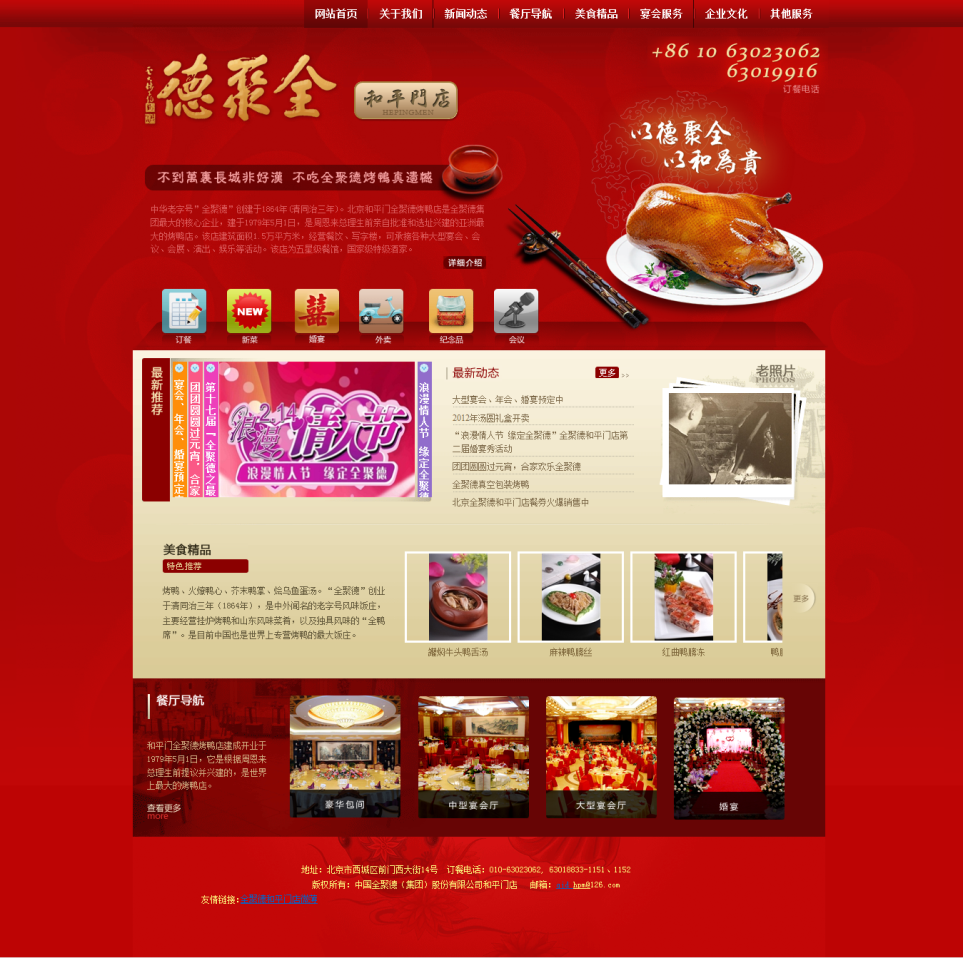 网站首页 关于我们 新闻动态 餐厅导航 美食精品 宴会服务 企业文化 其他服务
+86 10 63023062
63019916
订餐电话
德聚全
和平門店
HEPINGMEN
以德聚全
以和為貴
不到萬裏長城非好漢 不吃全聚德烤鴨真遺憾
中华老字号”全聚德”创建于1864年(清同治三年)。北京和平门全聚德烤鸭店是全聚德集
团最大的核心企业，建于1979年5月1日，是周恩来总理生前亲自批准和选址兴建的亚洲最
大的烤鸭店。该店建筑面积1.5万平方米，经营餐饮、写字楼，可承接各种大型宴会、会
议、会展、演出、娱乐等活动。该店为五星级餐馆，国家级特级酒家。
详细介绍
NEW
囍
订餐 新菜 婚宴 外卖 纪念品 会议
最新推荐
宴会、年会、婚宴预定
团团圆圆过元宵，合家
第十七届“全聚德之最
2.14
浪漫情人节
浪漫情人节 缘定全聚德
浪漫情人节 缘定全聚德
最新动态
更多 >>
大型宴会、年会、婚宴预定中
2012年汤圆礼盒开卖
“浪漫情人节 缘定全聚德”全聚德和平门店第
二届婚宴秀活动
团团圆圆过元宵，合家欢乐全聚德
全聚德真空包装烤鸭
北京全聚德和平门店餐券火爆销售中
老照片
PHOTOS
美食精品
特色推荐
烤鸭、火燎鸭心、芥末鸭掌、烩乌鱼蛋汤。“全聚德”创业
于清同治三年（1864年），是中外闻名的老字号风味饭庄，
主要经营挂炉烤鸭和山东风味菜肴，以及独具风味的“全鸭
席”。是目前中国也是世界上专营烤鸭的最大饭庄。
更多
罐焖牛头鸭舌汤 麻辣鸭膀丝 红曲鸭膀冻
餐厅导航
和平门全聚德烤鸭店建成开业于
1979年5月1日，它是根据周恩来
总理生前提议并兴建的，是世界
上最大的烤鸭店。
查看更多
more
豪华包间 中型宴会厅 大型宴会厅 婚宴
地址：北京市西城区前门西大街14号 订餐电话：010-63023062, 63018833-1151、1152
版权所有：中国全聚德（集团）股份有限公司和平门店 邮箱： hpm@126.com
友情链接: